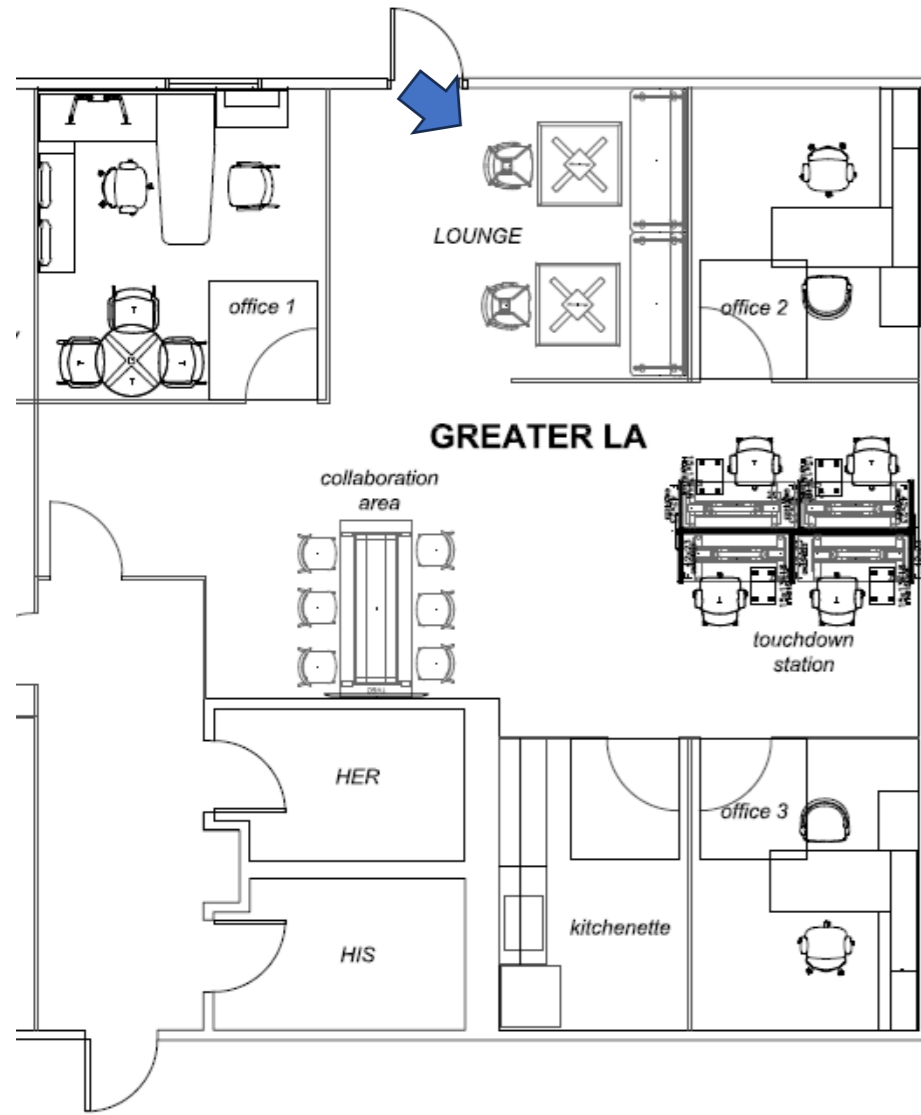 LOUNGE
office 1
office 2
GREATER LA
collaboration
area
touchdown
station
HER
office 3
kitchenette
HIS